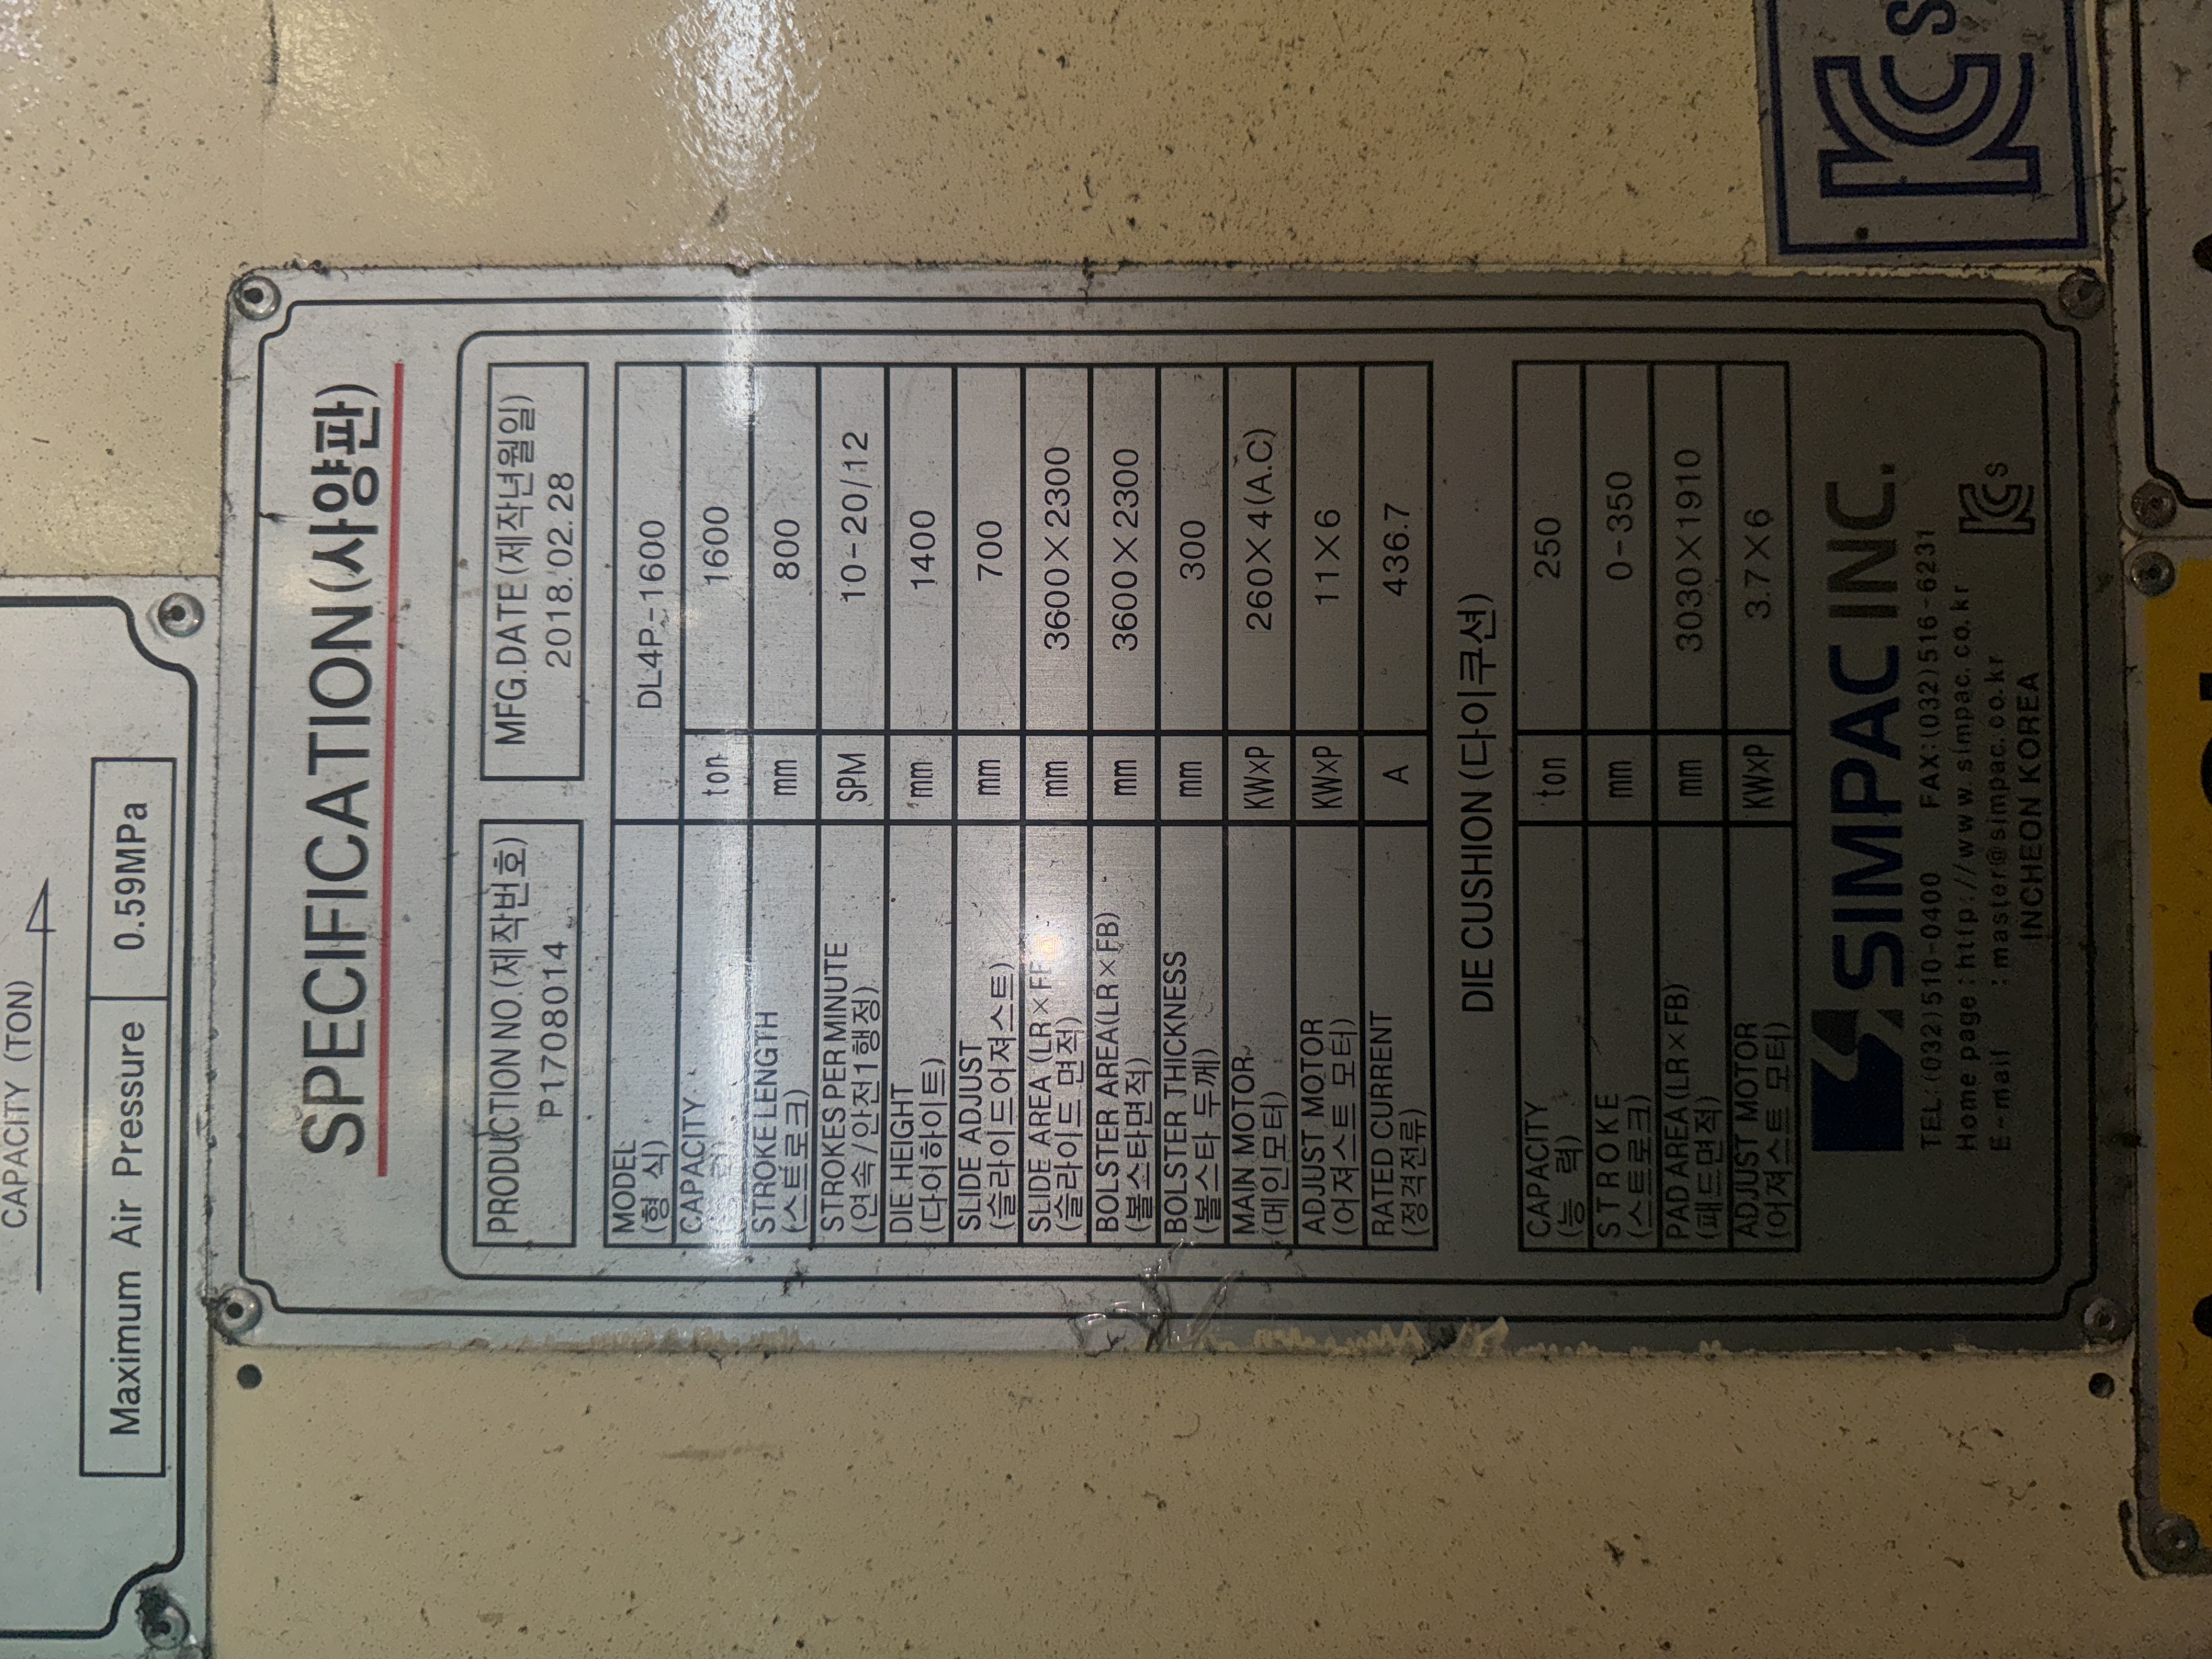 CAPACITY (TON)
Maximum Air Pressure 0.59MPa
SPECIFICATION(사양판)
PRODUCTION NO.(제작번호) MFG.DATE(제작년월일)
P1708014 2018.02.28
MODEL
(형 식) DL4P-1600
CAPACITY ton 1600
력)
STROKE LENGTH
(스트로크) mm 800
STROKES PER MINUTE
(연속/안전1행정) SPM 10-20/12
DIE HEIGHT
(다이하이트) mm 1400
SLIDE ADJUST
(슬라이드어져스트) mm 700
SLIDE AREA (LR×F
(슬라이드 면적) mm 3600×2300
BOLSTER AREA(LR×FB)
(볼스타면적) mm 3600×2300
BOLSTER THICKNESS
(볼스타 두께) mm 300
MAIN MOTOR
(메인모터) KWxP 260×4(A.C)
ADJUST MOTOR
(어져스트 모터) KWxP 11×6
RATED CURRENT
(정격전류) A 436.7
DIE CUSHION(다이쿠션)
CAPACITY
(능 력) ton 250
STROKE
(스트로크) mm 0-350
PAD AREA(LR×FB)
(패드면적) mm 3030×1910
ADJUST MOTOR
(어져스트 모터) KWxP 3.7×6
SIMPAC INC.
TEL:(032)510-0400 FAX:(032)516-6231
Home page : http://www.simpac.co.kr
E-mail : master@simpac.co.kr
INCHEON KOREA
KCs
KCs